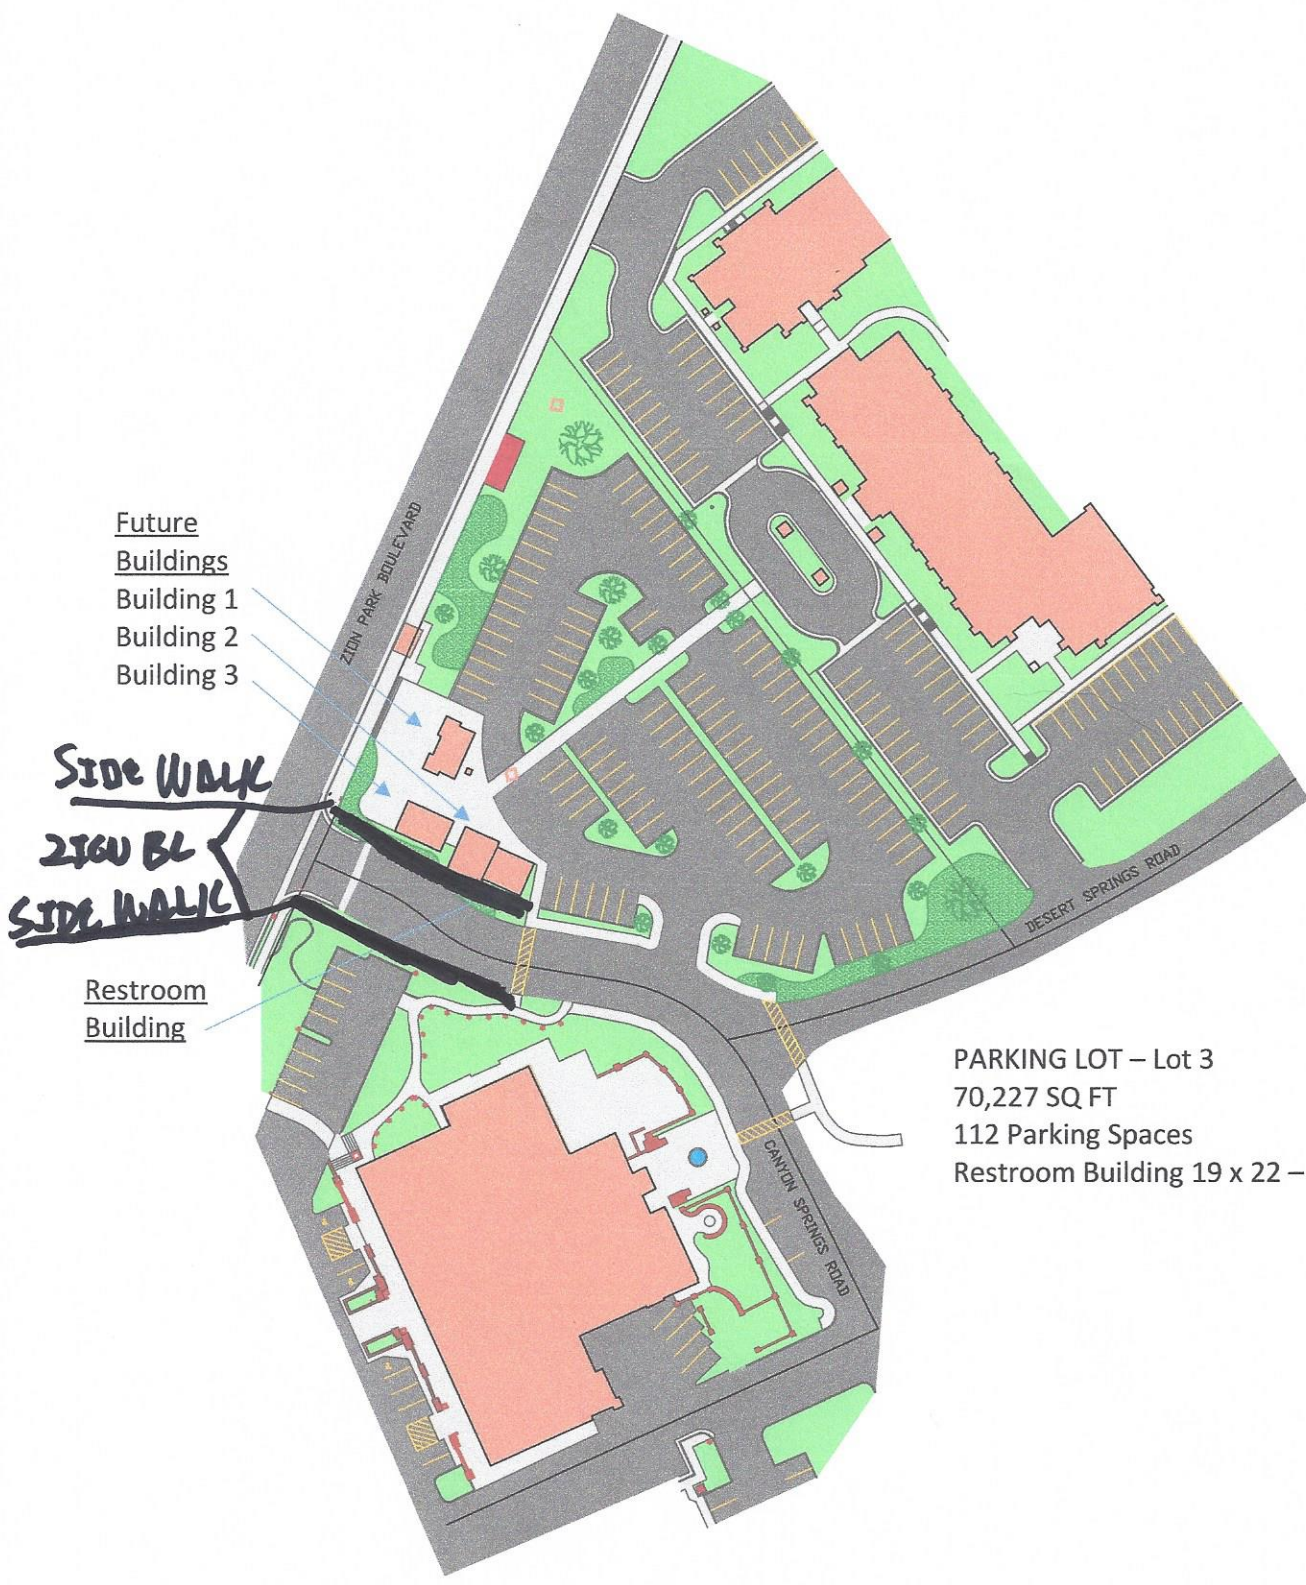 ZION PARK BOULEVARD
Future
Buildings
Building 1
Building 2
Building 3
SIDE WALK
ZION BL
SIDE WALK
Restroom
Building
DESERT SPRINGS ROAD
CANYON SPRINGS ROAD
PARKING LOT – Lot 3
70,227 SQ FT
112 Parking Spaces
Restroom Building 19 x 22 –